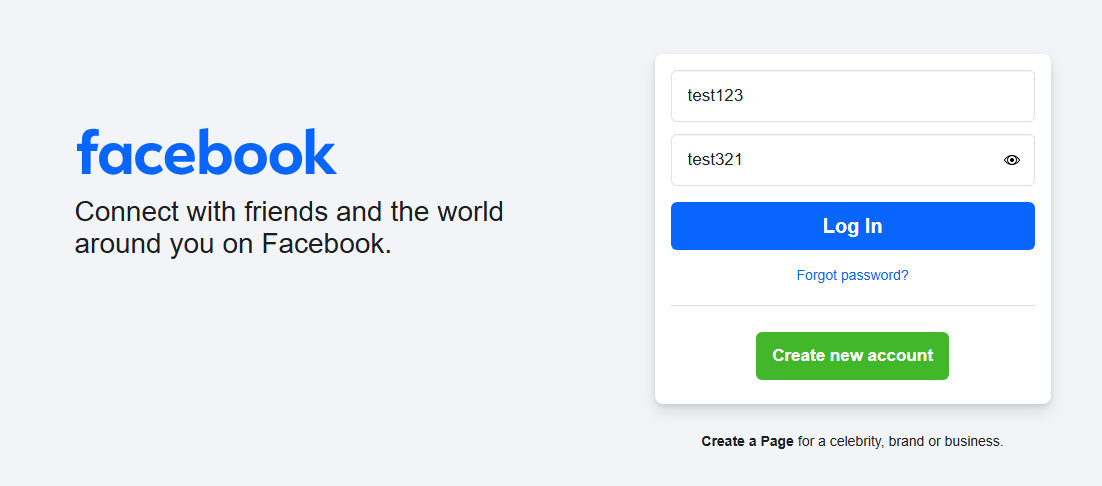 facebook
Connect with friends and the world
around you on Facebook.
test123
test321
Log In
Forgot password?
Create new account
Create a Page for a celebrity, brand or business.